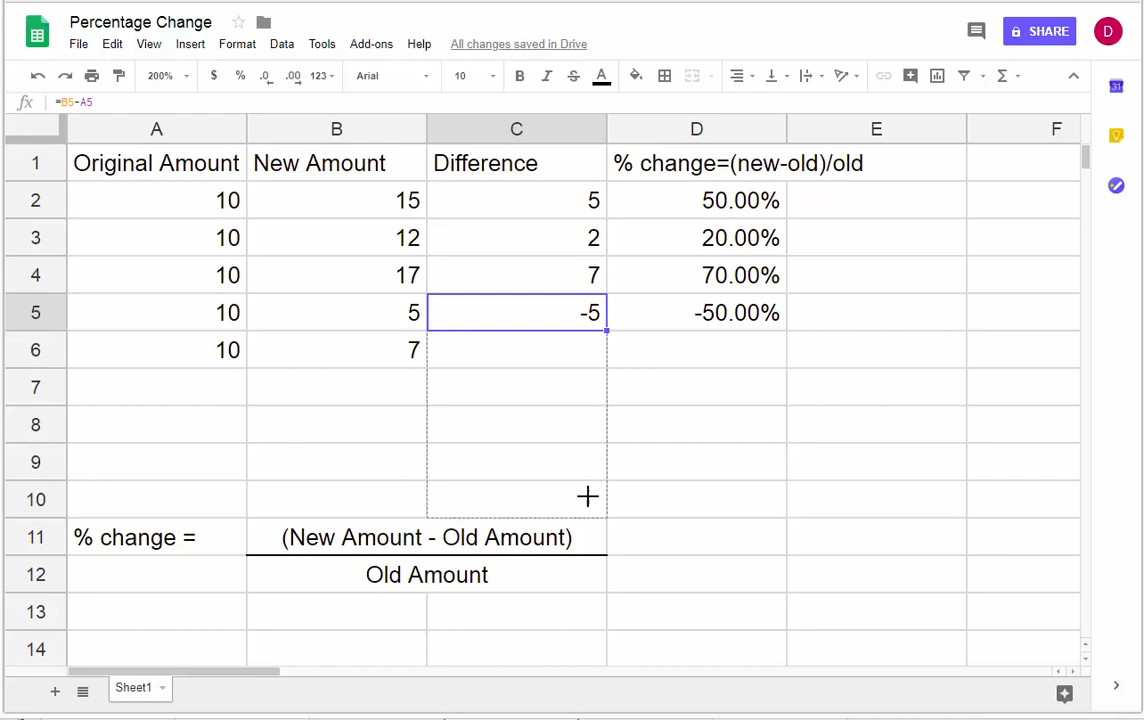 Percentage Change
File Edit View Insert Format Data Tools Add-ons Help All changes saved in Drive
SHARE
D
200% $ % .0 .00 123 Arial 10 B I S A Σ
31
fx =B5-A5
A B C D E F
1 Original Amount New Amount Difference % change=(new-old)/old
2 10 15 5 50.00%
3 10 12 2 20.00%
4 10 17 7 70.00%
5 10 5 -5 -50.00%
6 10 7
7
8
9
10
11 % change = (New Amount - Old Amount)
12 Old Amount
13
14
+ Sheet1